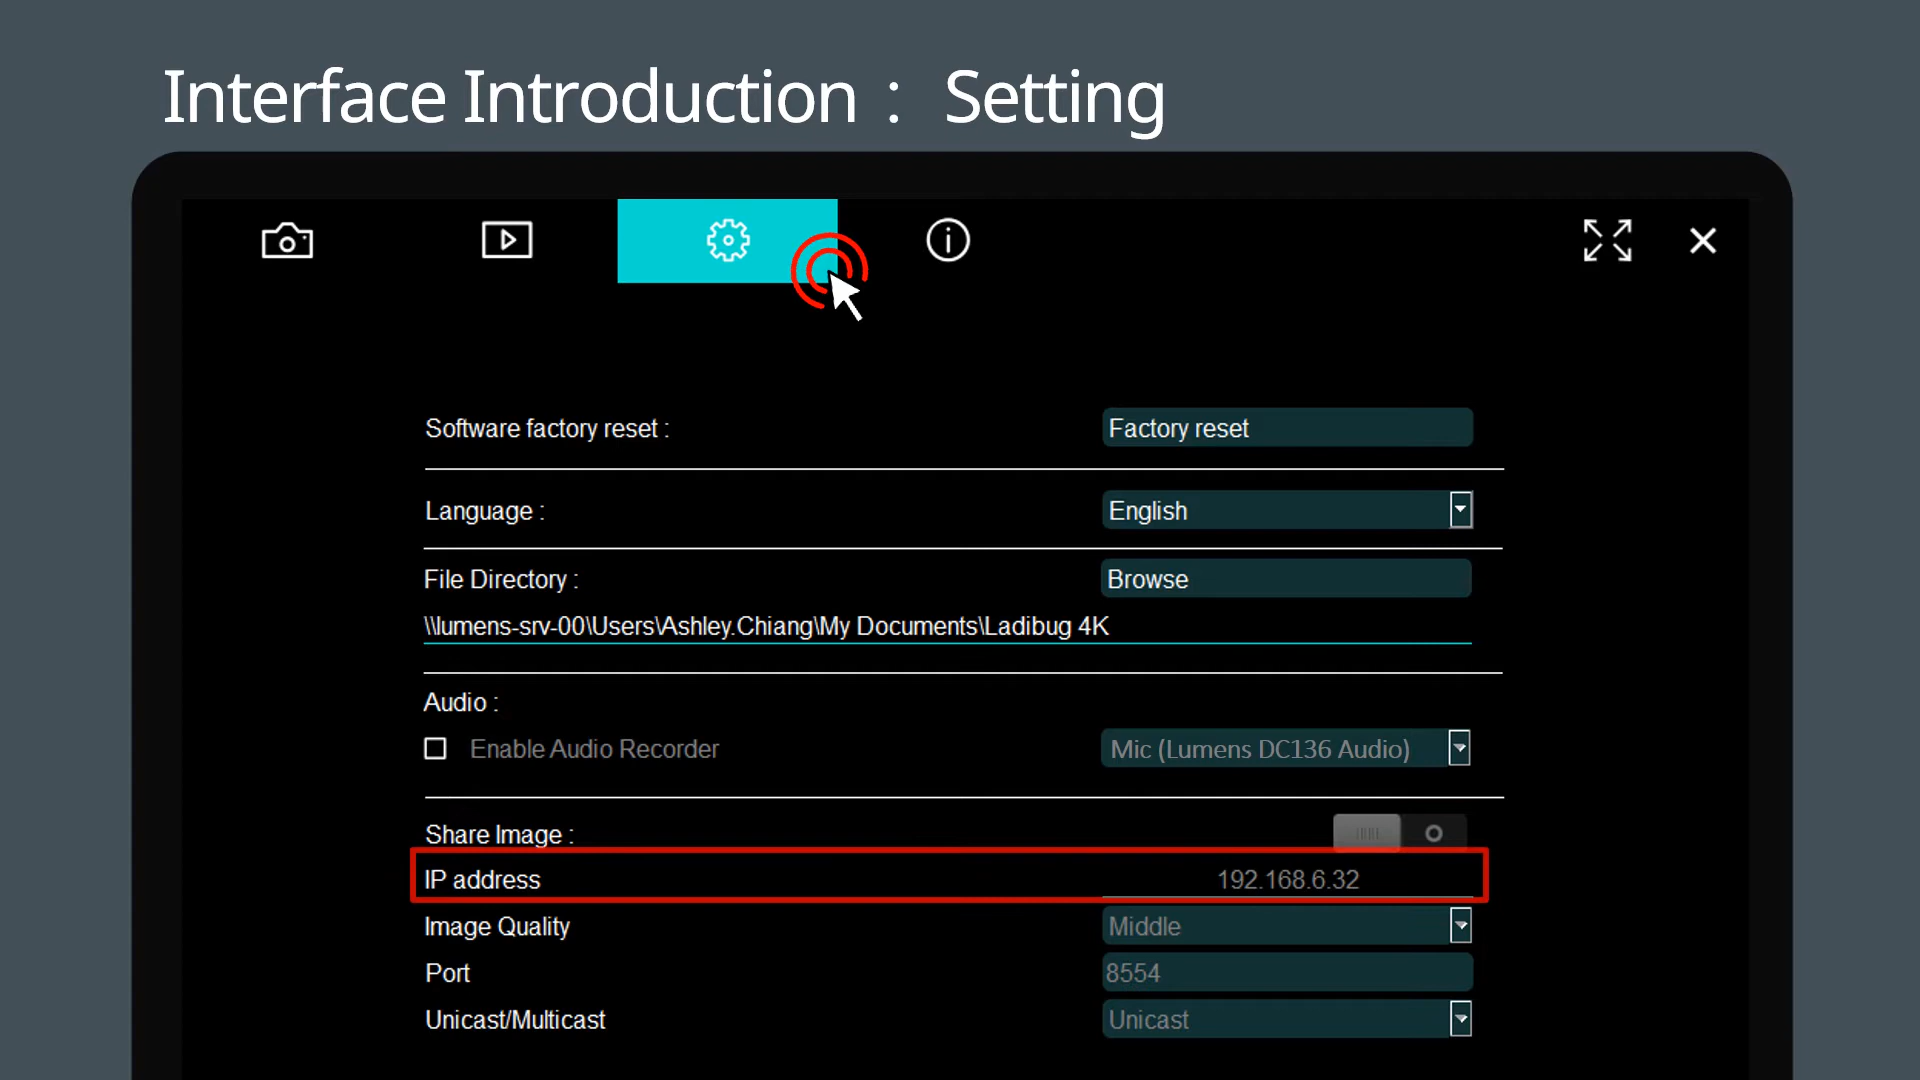 Interface Introduction： Setting
Software factory reset : Factory reset
Language : English
File Directory : Browse
\\lumens-srv-00\Users\Ashley.Chiang\My Documents\Ladibug 4K
Audio :
Enable Audio Recorder Mic (Lumens DC136 Audio)
Share Image :
IP address 192.168.6.32
Image Quality Middle
Port 8554
Unicast/Multicast Unicast